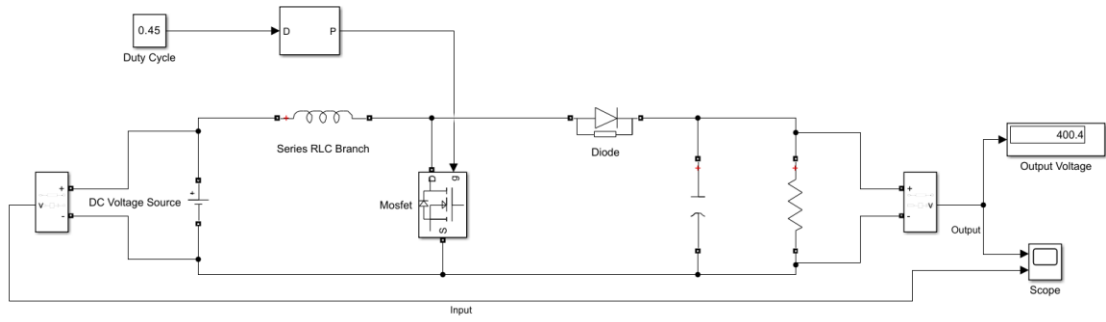 0.45
D
P
Duty Cycle
Series RLC Branch
Diode
400.4
Output Voltage
+
-
v
DC Voltage Source
+
Mosfet
D
g
S
+
-
v
Output
Scope
Input